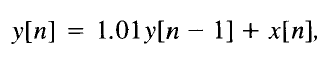 y[n] = 1.01y[n − 1] + x[n],